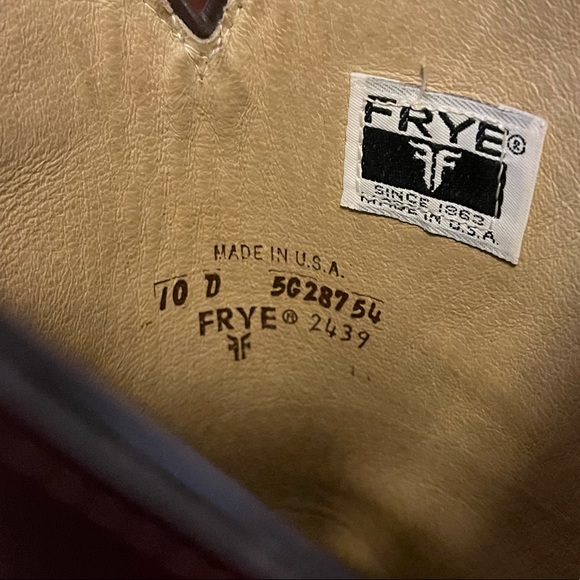 FRYE®
SINCE 1863
MADE IN U.S.A.
MADE IN U.S.A.
10 D 5G28754
FRYE® 2439